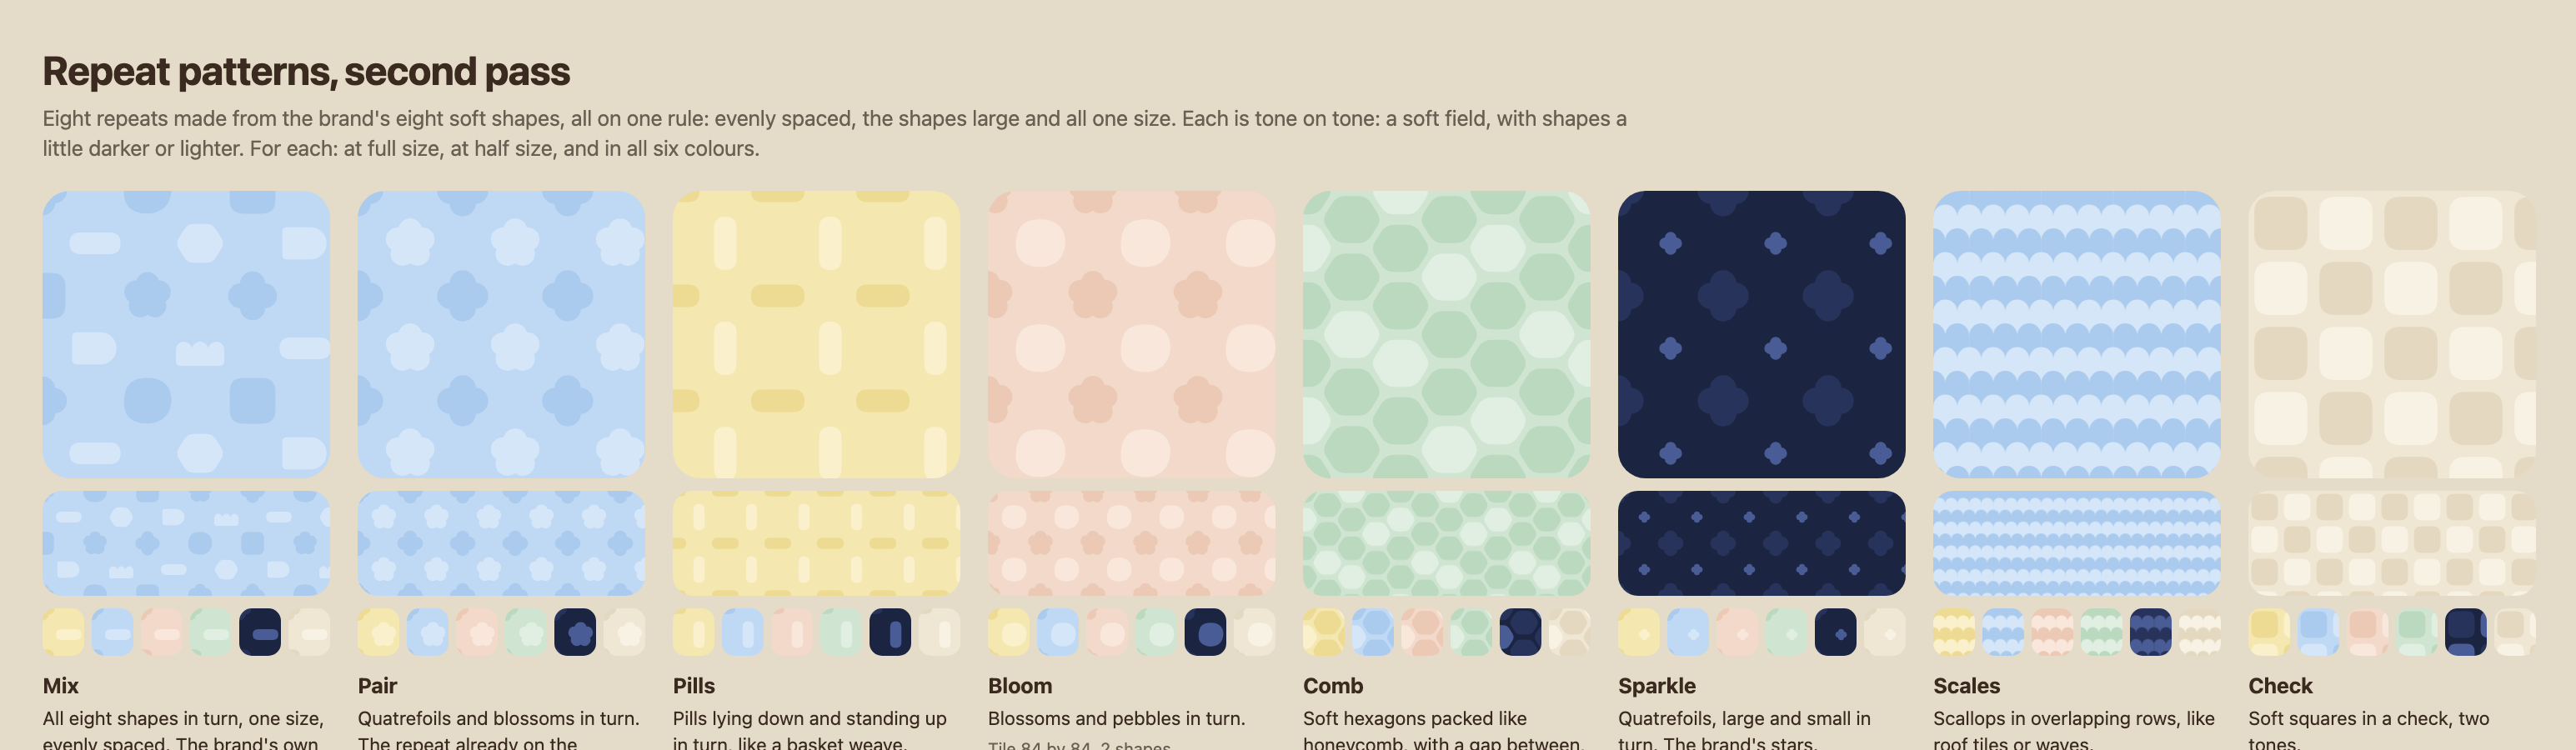 Repeat patterns, second pass
Eight repeats made from the brand's eight soft shapes, all on one rule: evenly spaced, the shapes large and all one size. Each is tone on tone: a soft field, with shapes a
little darker or lighter. For each: at full size, at half size, and in all six colours.
Mix
All eight shapes in turn, one size,
evenly spaced. The brand's own
Pair
Quatrefoils and blossoms in turn.
The repeat already on the
Pills
Pills lying down and standing up
in turn, like a basket weave.
Bloom
Blossoms and pebbles in turn.
Tile 84 by 84, 2 shapes
Comb
Soft hexagons packed like
honeycomb, with a gap between.
Sparkle
Quatrefoils, large and small in
turn. The brand's stars.
Scales
Scallops in overlapping rows, like
roof tiles or waves.
Check
Soft squares in a check, two
tones.